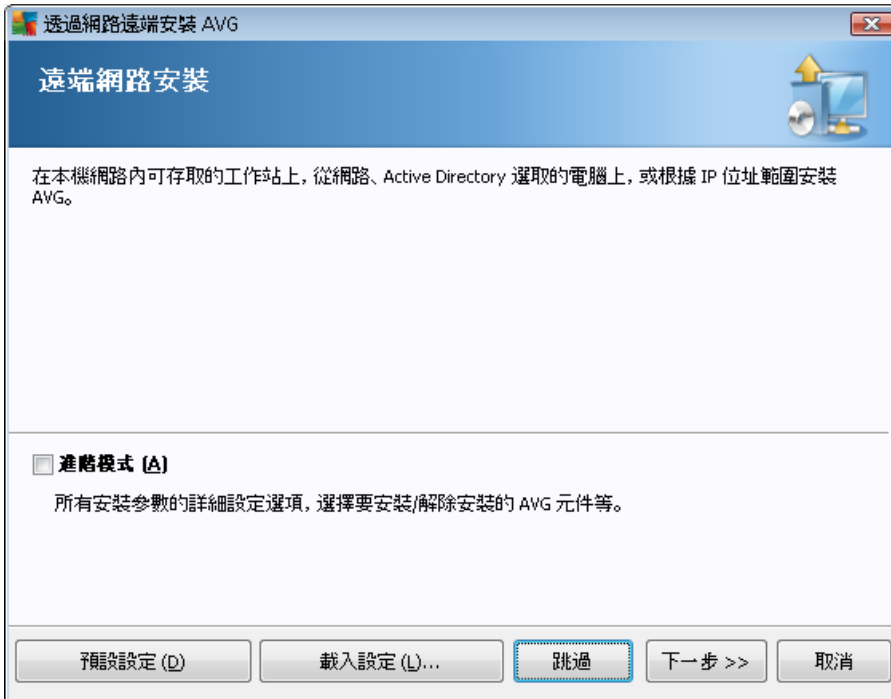 透過網路遠端安裝 AVG
遠端網路安裝
在本機網路內可存取的工作站上, 從網路、Active Directory 選取的電腦上, 或根據 IP 位址範圍安裝
AVG。
進階模式 (A)
所有安裝參數的詳細設定選項, 選擇要安裝/解除安裝的 AVG 元件等。
預設設定 (D) 載入設定 (L)... 跳過 下一步 >> 取消